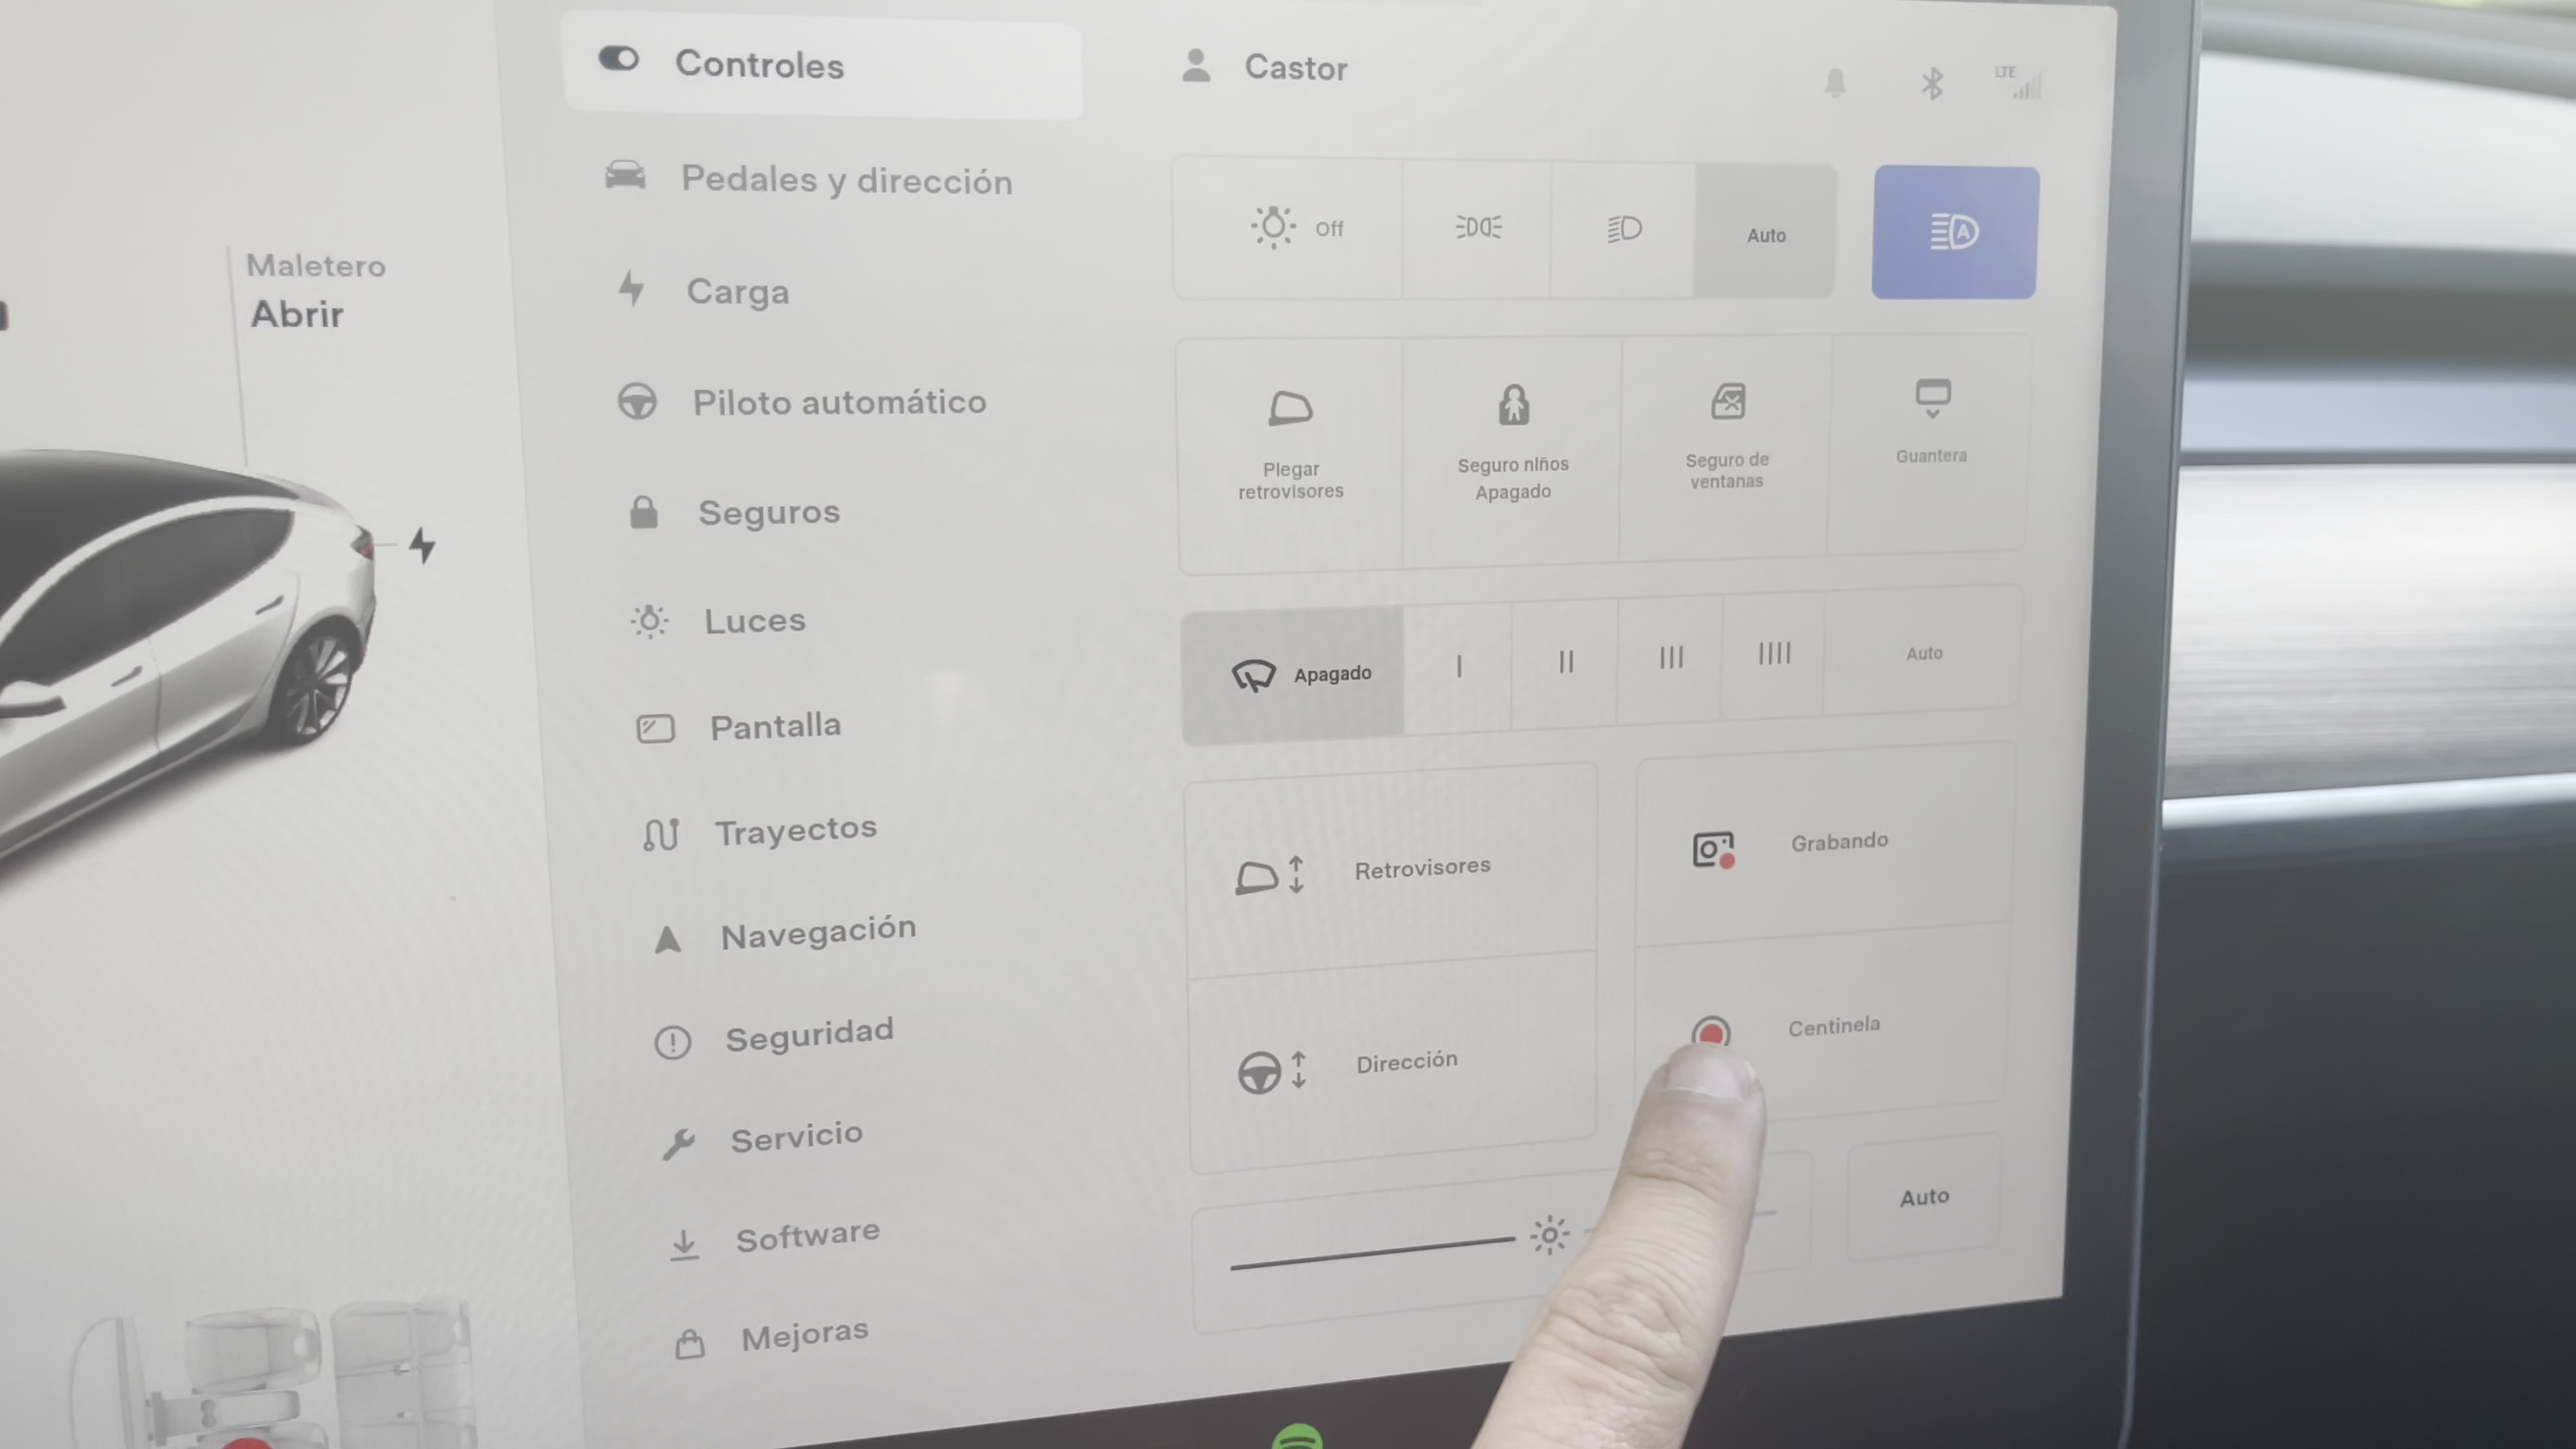 Maletero
Abrir
Controles
Pedales y dirección
Carga
Piloto automático
Seguros
Luces
Pantalla
Trayectos
Navegación
Seguridad
Servicio
Software
Mejoras
Castor
LTE
Off
Auto
A
Plegar
retrovisores
Seguro niños
Apagado
Seguro de
ventanas
Guantera
Apagado
I
II
III
IIII
Auto
Retrovisores
Grabando
Dirección
Centinela
Auto